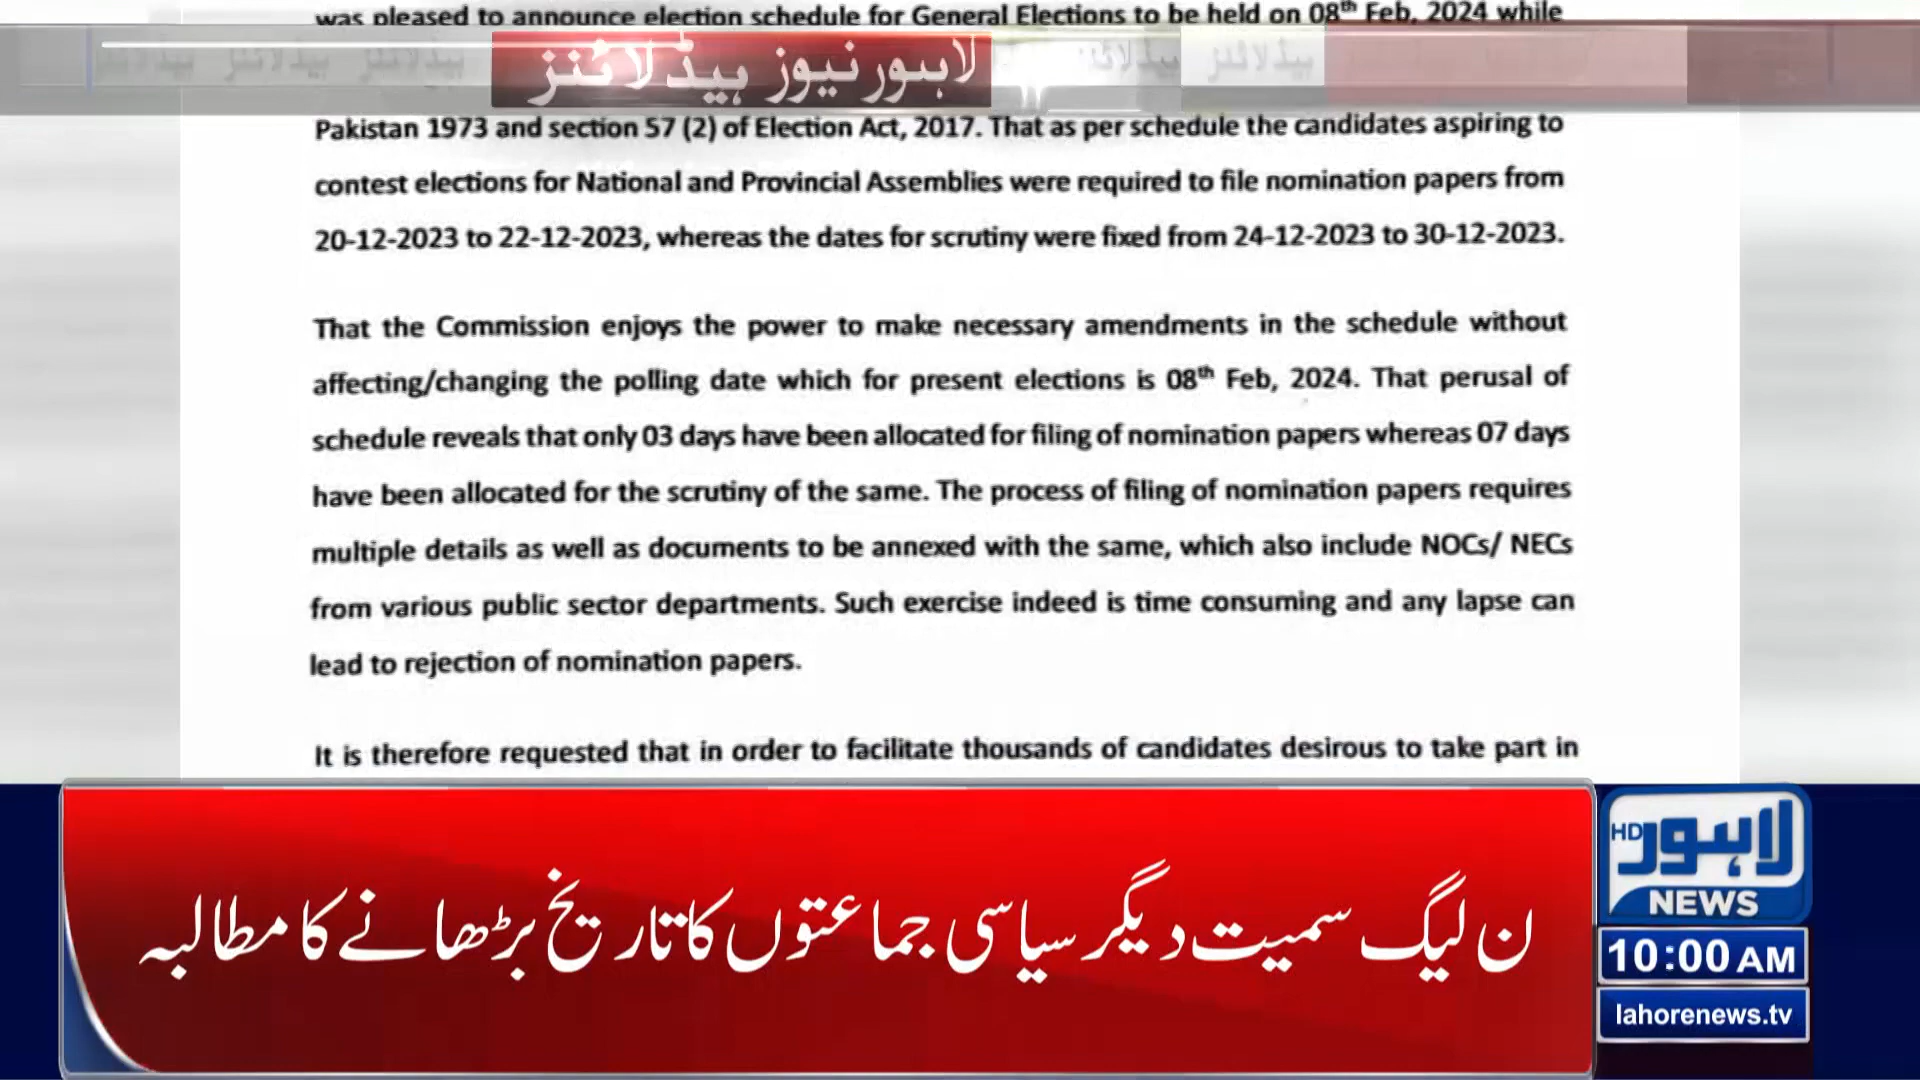 was pleased to announce election schedule for General Elections to be held on 08th Feb, 2024 while
لاہور نیوز ہیڈلائنز
Pakistan 1973 and section 57 (2) of Election Act, 2017. That as per schedule the candidates aspiring to
contest elections for National and Provincial Assemblies were required to file nomination papers from
20-12-2023 to 22-12-2023, whereas the dates for scrutiny were fixed from 24-12-2023 to 30-12-2023.
That the Commission enjoys the power to make necessary amendments in the schedule without
affecting/changing the polling date which for present elections is 08th Feb, 2024. That perusal of
schedule reveals that only 03 days have been allocated for filing of nomination papers whereas 07 days
have been allocated for the scrutiny of the same. The process of filing of nomination papers requires
multiple details as well as documents to be annexed with the same, which also include NOCs/ NECs
from various public sector departments. Such exercise indeed is time consuming and any lapse can
lead to rejection of nomination papers.
It is therefore requested that in order to facilitate thousands of candidates desirous to take part in
ن لیگ سمیت دیگر سیاسی جماعتوں کا تاریخ بڑھانے کا مطالبہ
لاہور HD
NEWS
10:00 AM
lahorenews.tv